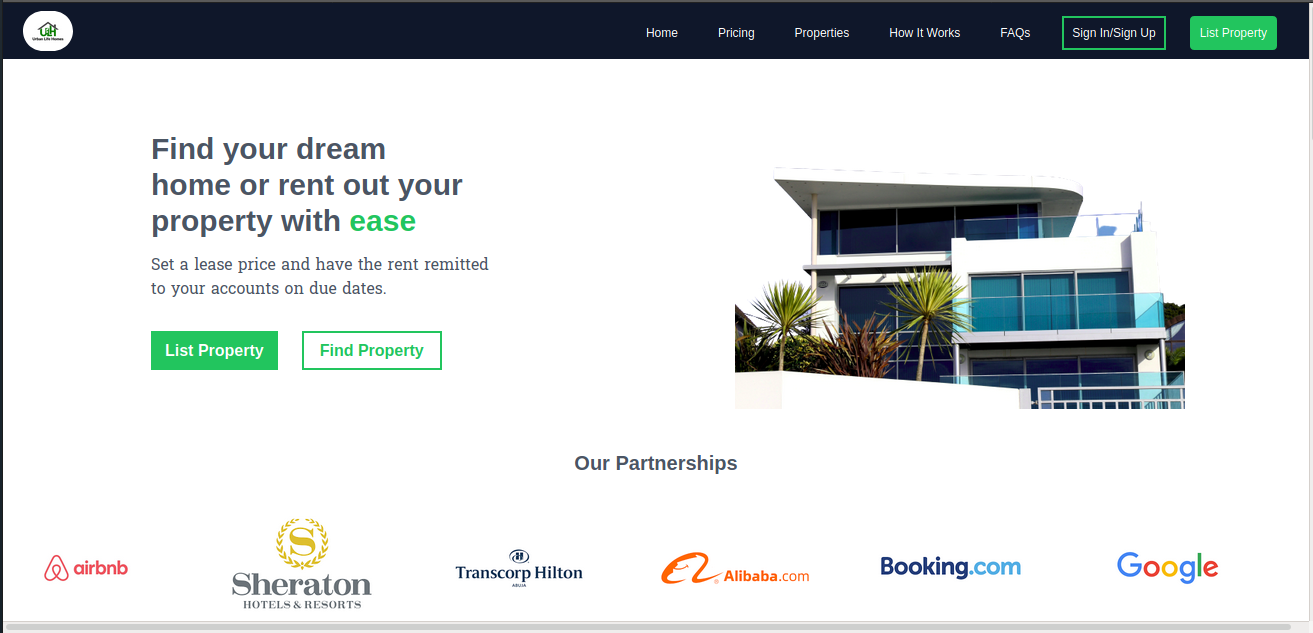 Urban Life Homes
Home
Pricing
Properties
How It Works
FAQs
Sign In/Sign Up
List Property
Find your dream
home or rent out your
property with ease
Set a lease price and have the rent remitted
to your accounts on due dates.
List Property
Find Property
Our Partnerships
airbnb
S
Sheraton
HOTELS & RESORTS
H
Transcorp Hilton
ABUJA
Alibaba.com
Booking.com
Google